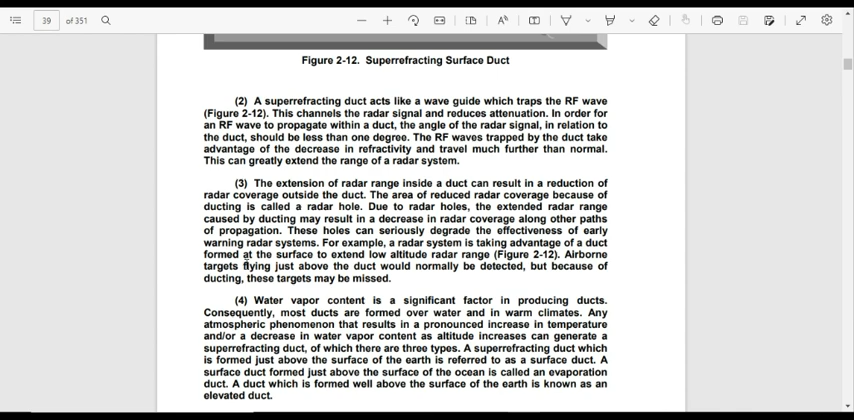 39 of 351
Figure 2-12. Superrefracting Surface Duct
(2) A superrefracting duct acts like a wave guide which traps the RF wave
(Figure 2-12). This channels the radar signal and reduces attenuation. In order for
an RF wave to propagate within a duct, the angle of the radar signal, in relation to
the duct, should be less than one degree. The RF waves trapped by the duct take
advantage of the decrease in refractivity and travel much further than normal.
This can greatly extend the range of a radar system.
(3) The extension of radar range inside a duct can result in a reduction of
radar coverage outside the duct. The area of reduced radar coverage because of
ducting is called a radar hole. Due to radar holes, the extended radar range
caused by ducting may result in a decrease in radar coverage along other paths
of propagation. These holes can seriously degrade the effectiveness of early
warning radar systems. For example, a radar system is taking advantage of a duct
formed at the surface to extend low altitude radar range (Figure 2-12). Airborne
targets flying just above the duct would normally be detected, but because of
ducting, these targets may be missed.
(4) Water vapor content is a significant factor in producing ducts.
Consequently, most ducts are formed over water and in warm climates. Any
atmospheric phenomenon that results in a pronounced increase in temperature
and/or a decrease in water vapor content as altitude increases can generate a
superrefracting duct, of which there are three types. A superrefracting duct which
is formed just above the surface of the earth is referred to as a surface duct. A
surface duct formed just above the surface of the ocean is called an evaporation
duct. A duct which is formed well above the surface of the earth is known as an
elevated duct.